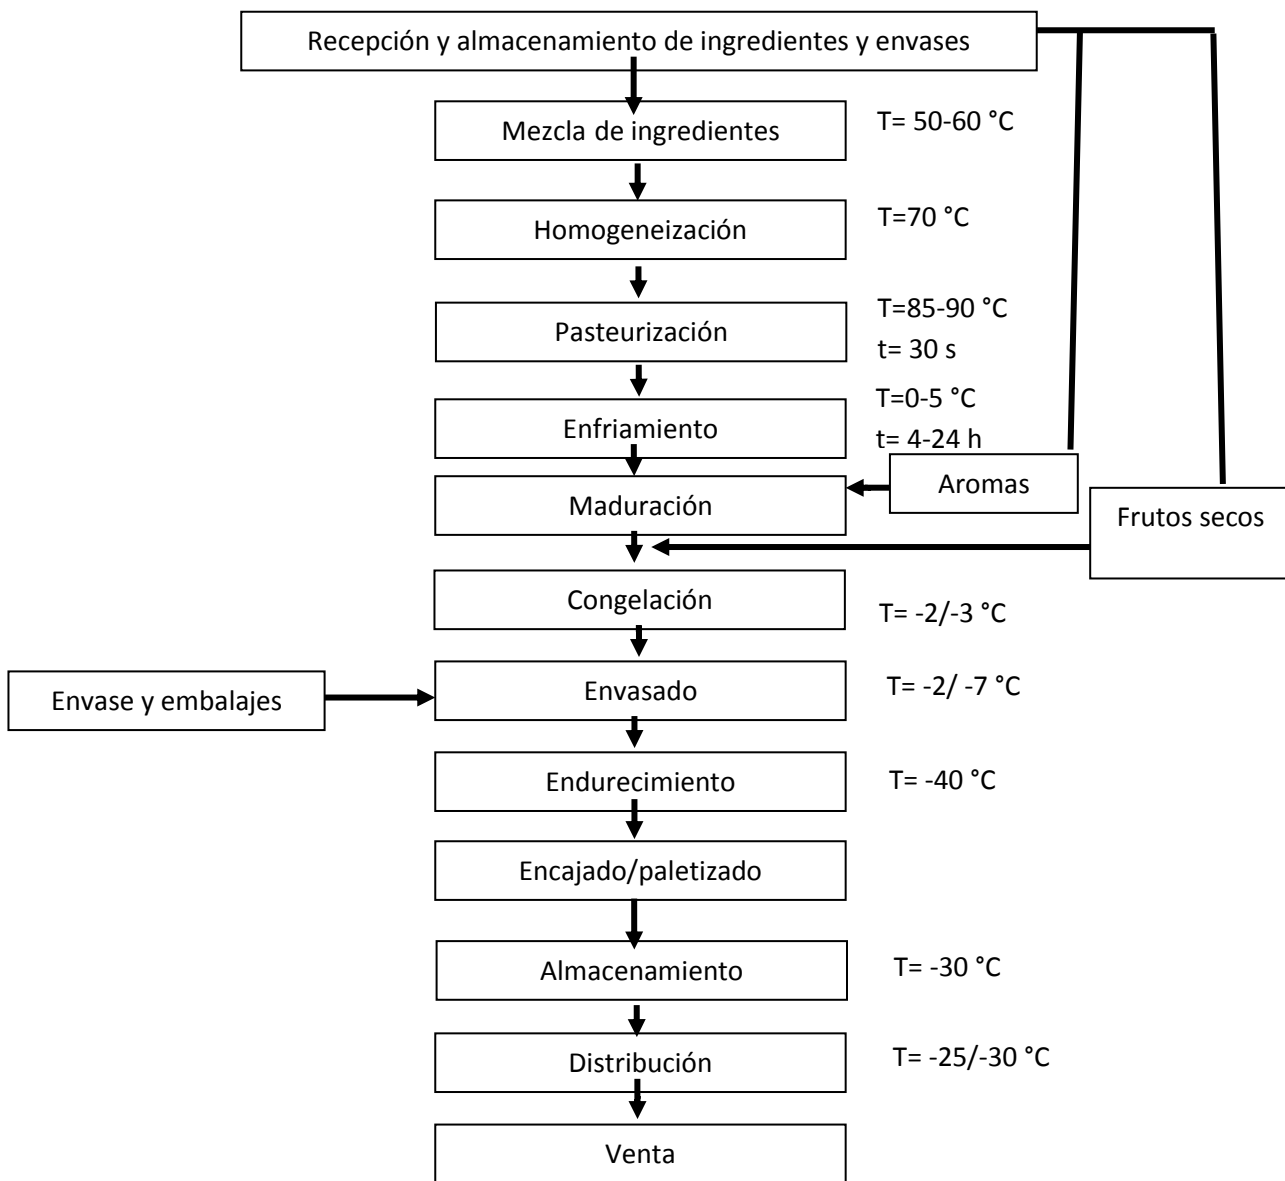 Recepción y almacenamiento de ingredientes y envases
Mezcla de ingredientes
T= 50-60 °C
Homogeneización
T=70 °C
Pasteurización
T=85-90 °C
t= 30 s
Enfriamiento
T=0-5 °C
t= 4-24 h
Maduración
Aromas
Frutos secos
Congelación
T= -2/-3 °C
Envase y embalajes
Envasado
T= -2/ -7 °C
Endurecimiento
T= -40 °C
Encajado/paletizado
Almacenamiento
T= -30 °C
Distribución
T= -25/-30 °C
Venta